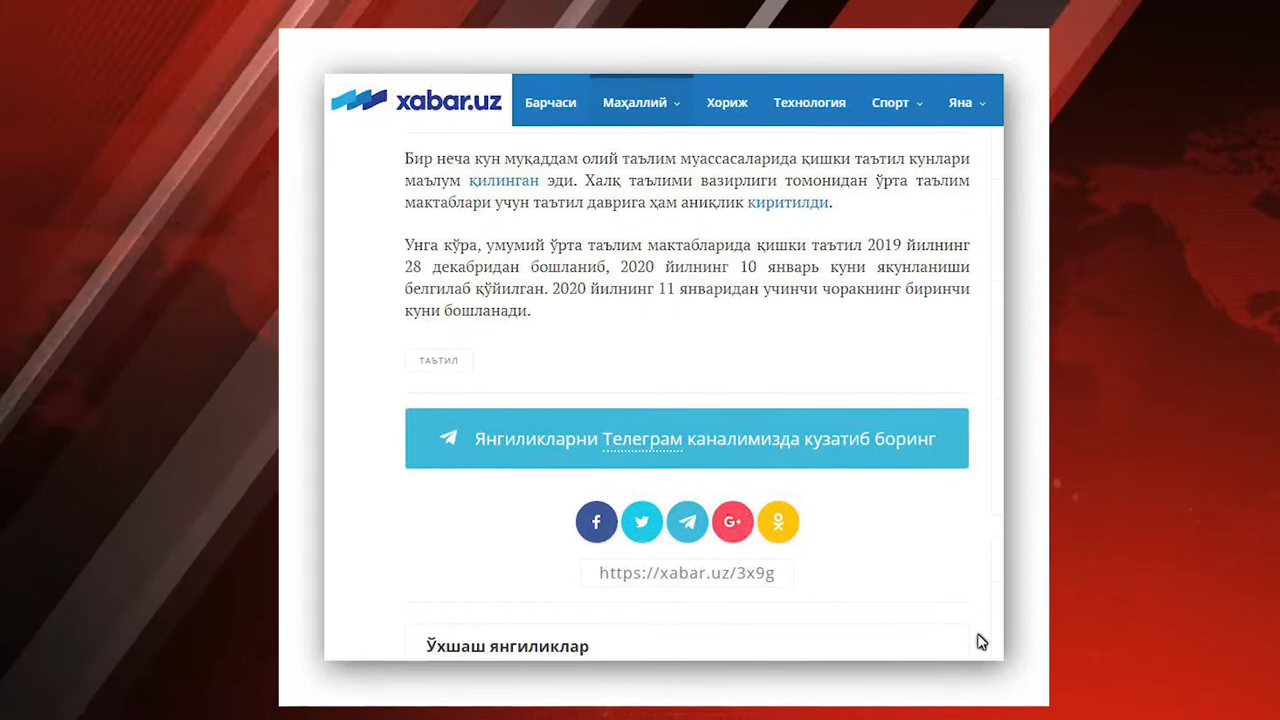 xabar.uz
Барчаси Маҳаллий Хориж Технология Спорт Яна
Бир неча кун муқаддам олий таълим муассасаларида қишки таътил кунлари
маълум қилинган эди. Халқ таълими вазирлиги томонидан ўрта таълим
мактаблари учун таътил даврига ҳам аниқлик киритилди.
Унга кўра, умумий ўрта таълим мактабларида қишки таътил 2019 йилнинг
28 декабридан бошланиб, 2020 йилнинг 10 январь куни якунланиши
белгилаб қўйилган. 2020 йилнинг 11 январидан учинчи чоракнинг биринчи
куни бошланади.
ТАЪТИЛ
Янгиликларни Телеграм каналимизда кузатиб боринг
https://xabar.uz/3x9g
Ўхшаш янгиликлар